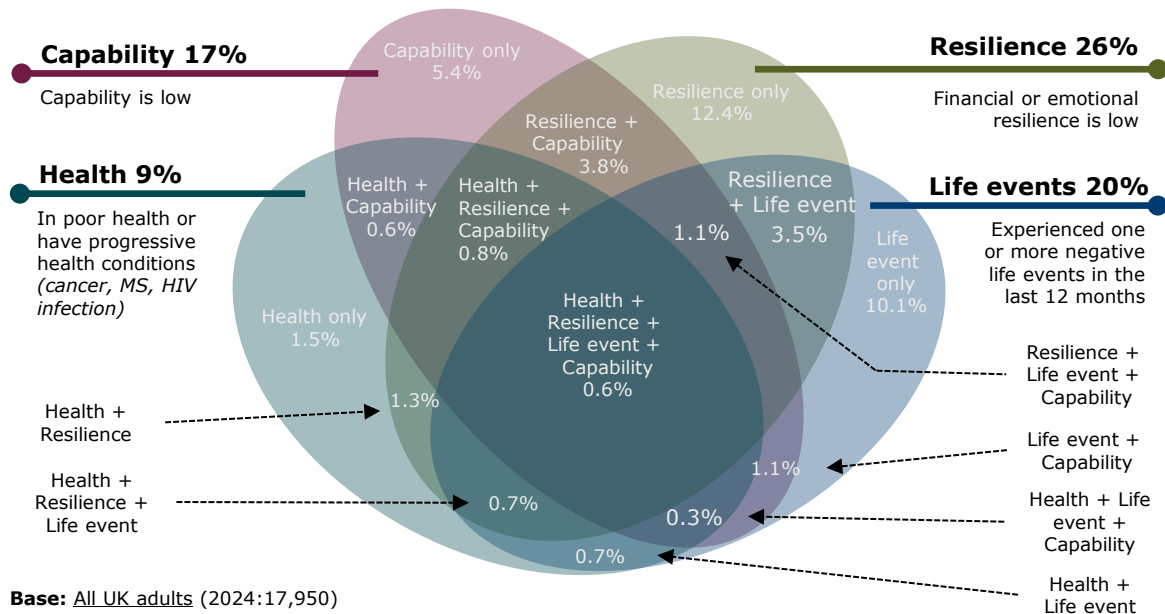 Capability 17%
Capability is low
Health 9%
In poor health or
have progressive
health conditions
(cancer, MS, HIV
infection)
Resilience 26%
Financial or emotional
resilience is low
Life events 20%
Experienced one
or more negative
life events in the
last 12 months
Capability only
5.4%
Resilience only
12.4%
Resilience +
Capability
3.8%
Health +
Capability
0.6%
Health +
Resilience +
Capability
0.8%
Resilience
+ Life event
3.5%
1.1%
Life
event
only
10.1%
Health only
1.5%
Health +
Resilience +
Life event +
Capability
0.6%
1.3%
0.7%
0.7%
0.3%
1.1%
Health +
Resilience
Health +
Resilience +
Life event
Resilience +
Life event +
Capability
Life event +
Capability
Health + Life
event +
Capability
Health +
Life event
Base: All UK adults (2024:17,950)